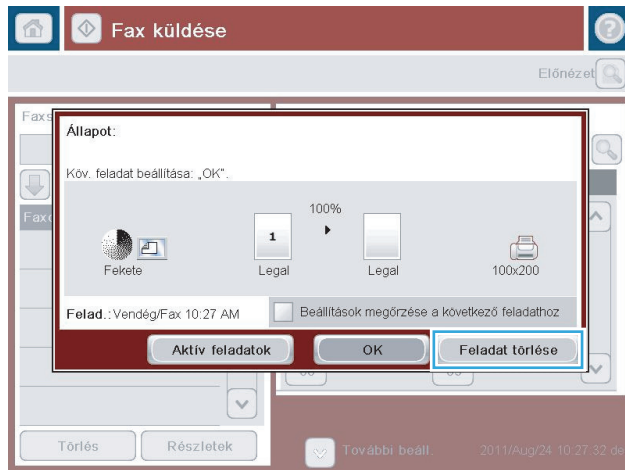 Fax küldése
Előnézet
Faxs
Állapot:
Köv. feladat beállítása: „OK".
100%
1
Fekete
Legal
Legal
100x200
Felad.: Vendég/Fax 10:27 AM
Beállítások megőrzése a következő feladathoz
Aktív feladatok
OK
Feladat törlése
Törlés
Részletek
További beáll.
2011/Aug/24 10:27:32 de